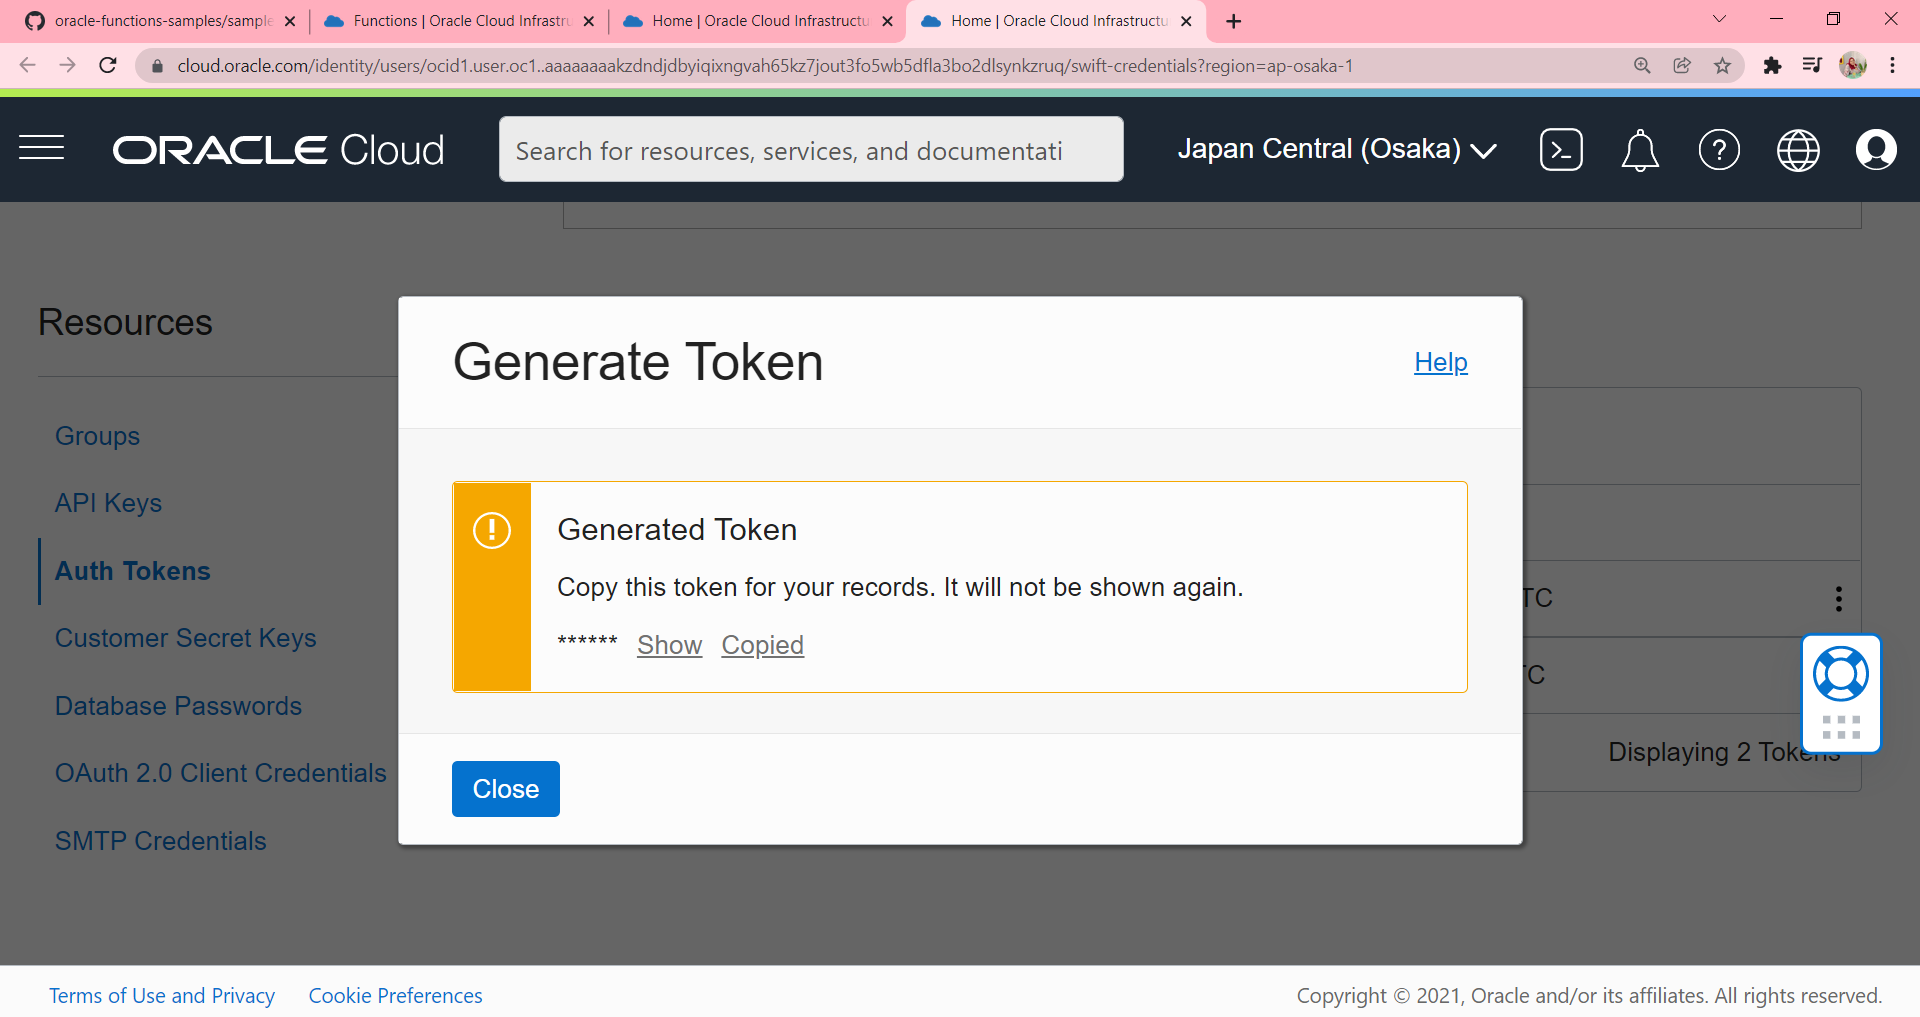 oracle-functions-samples/sample
Functions | Oracle Cloud Infrastru
Home | Oracle Cloud Infrastructu
Home | Oracle Cloud Infrastructu
cloud.oracle.com/identity/users/ocid1.user.oc1..aaaaaaaakzdndjdbyiqixngvah65kz7jout3fo5wb5dfla3bo2dlsynkzruq/swift-credentials?region=ap-osaka-1
ORACLE Cloud
Search for resources, services, and documentati
Japan Central (Osaka)
Resources
Groups
API Keys
Auth Tokens
Customer Secret Keys
Database Passwords
OAuth 2.0 Client Credentials
SMTP Credentials
Generate Token
Help
Generated Token
Copy this token for your records. It will not be shown again.
****** Show Copied
Close
TC
TC
Displaying 2 Tokens
Terms of Use and Privacy
Cookie Preferences
Copyright © 2021, Oracle and/or its affiliates. All rights reserved.